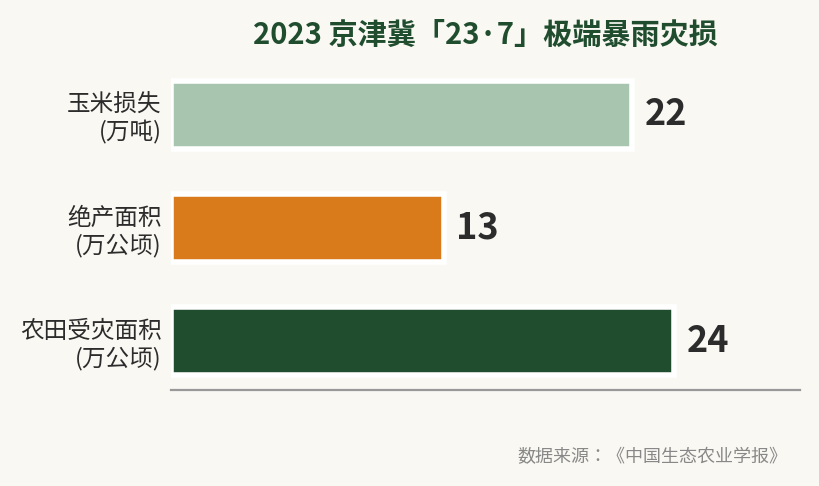 2023 京津冀「23·7」极端暴雨灾损
玉米损失
(万吨)
22
绝产面积
(万公顷)
13
农田受灾面积
(万公顷)
24
数据来源：《中国生态农业学报》